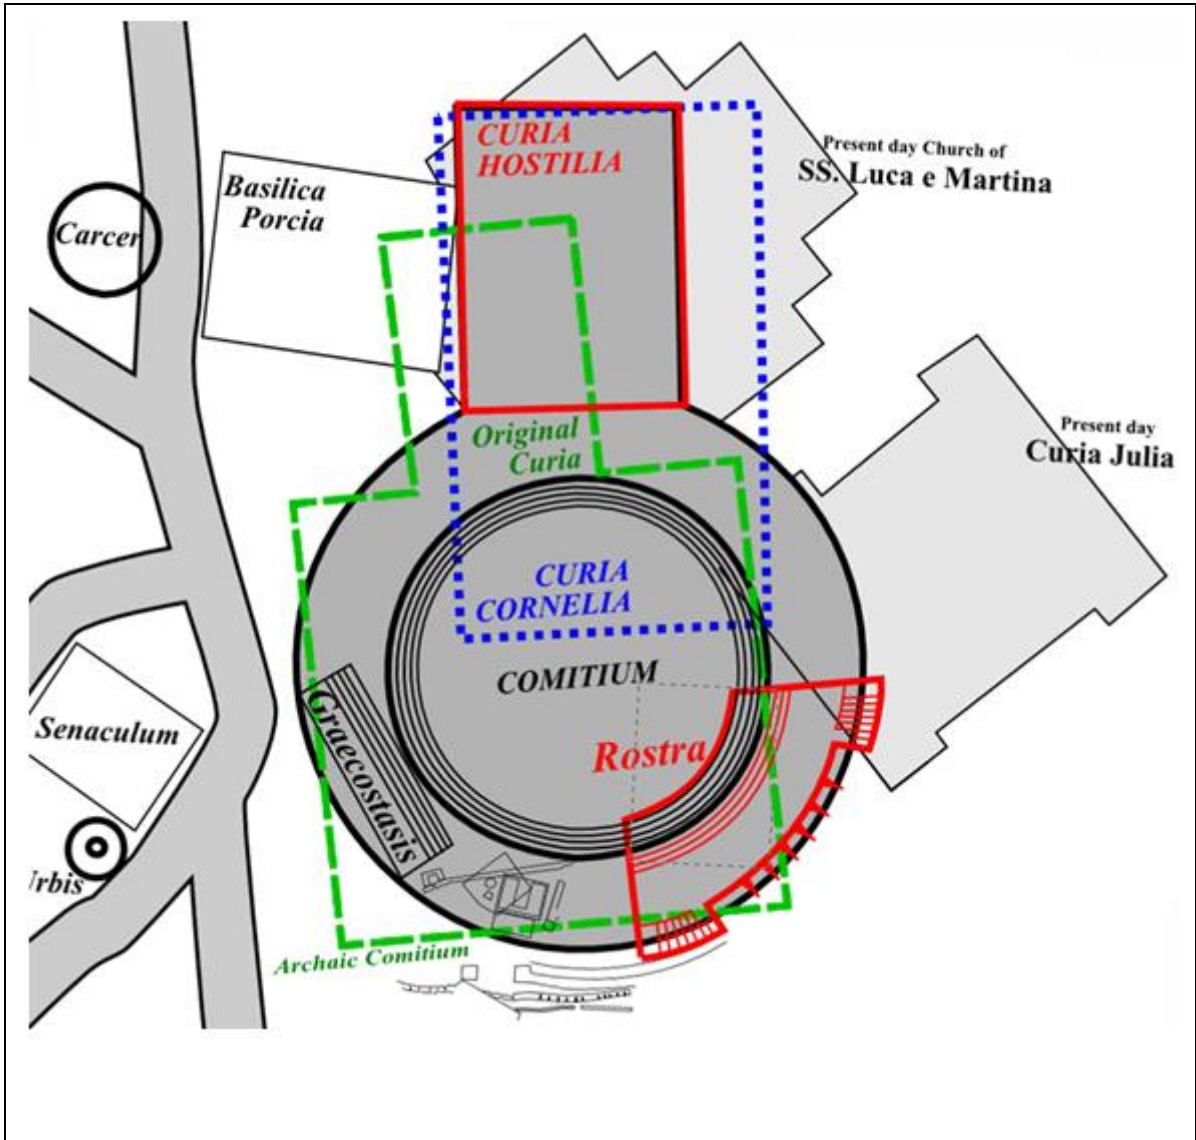 CURIA
HOSTILIA
Present day Church of
SS. Luca e Martina
Basilica
Porcia
Carcer
Original
Curia
Present day
Curia Julia
CURIA
CORNELIA
COMITIUM
Graecostasis
Rostra
Senaculum
Urbis
Archaic Comitium